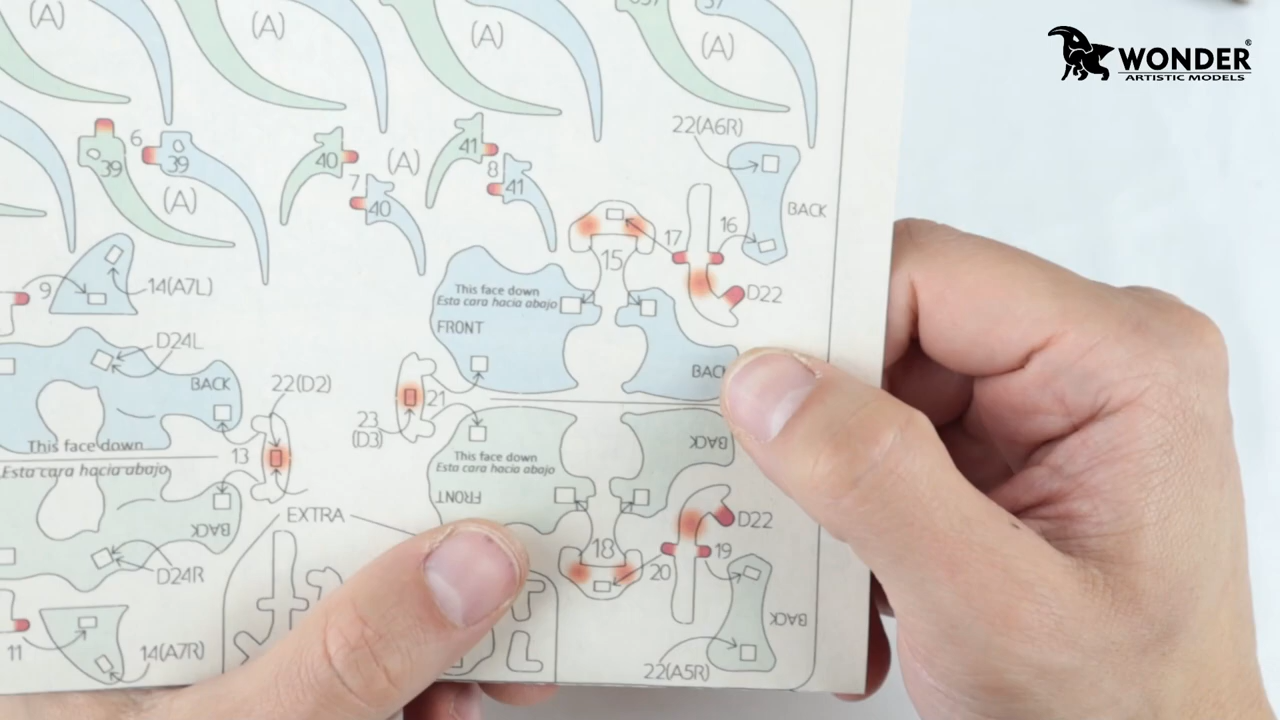 WONDER®
ARTISTIC MODELS
(A)
(A)
(A)
37
(A)
39
6
39
(A)
40
7
40
(A)
41
8
41
22(A6R)
BACK
9
14(A7L)
15
17
16
D22
This face down
Esta cara hacia abajo
FRONT
BACK
D24L
BACK
22(D2)
21
23
(D3)
13
This face down
Esta cara hacia abajo
BACK
D24R
EXTRA
This face down
Esta cara hacia abajo
FRONT
BACK
18
20
19
D22
BACK
11
14(A7R)
22(A5R)